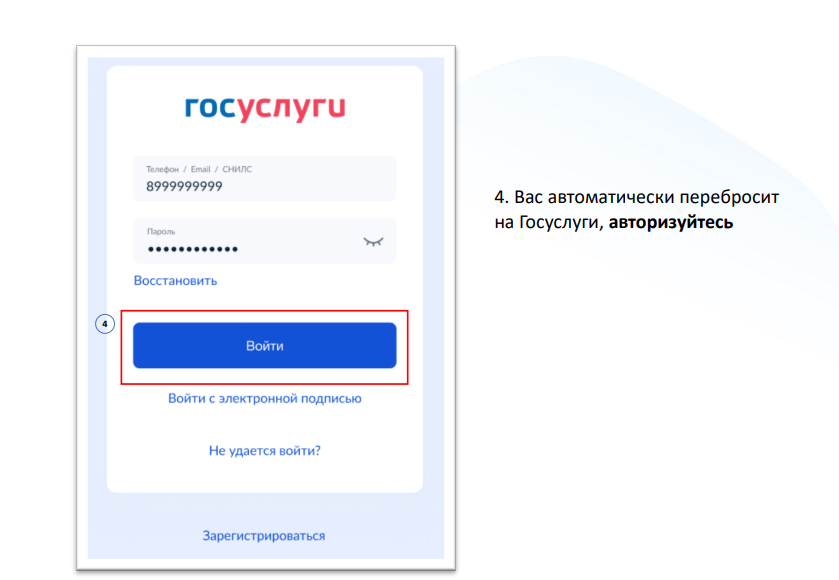 госуслуги
Телефон / Email / СНИЛС
8999999999
Пароль
••••••••••••
Восстановить
4
Войти
Войти с электронной подписью
Не удается войти?
Зарегистрироваться
4. Вас автоматически перебросит
на Госуслуги, авторизуйтесь